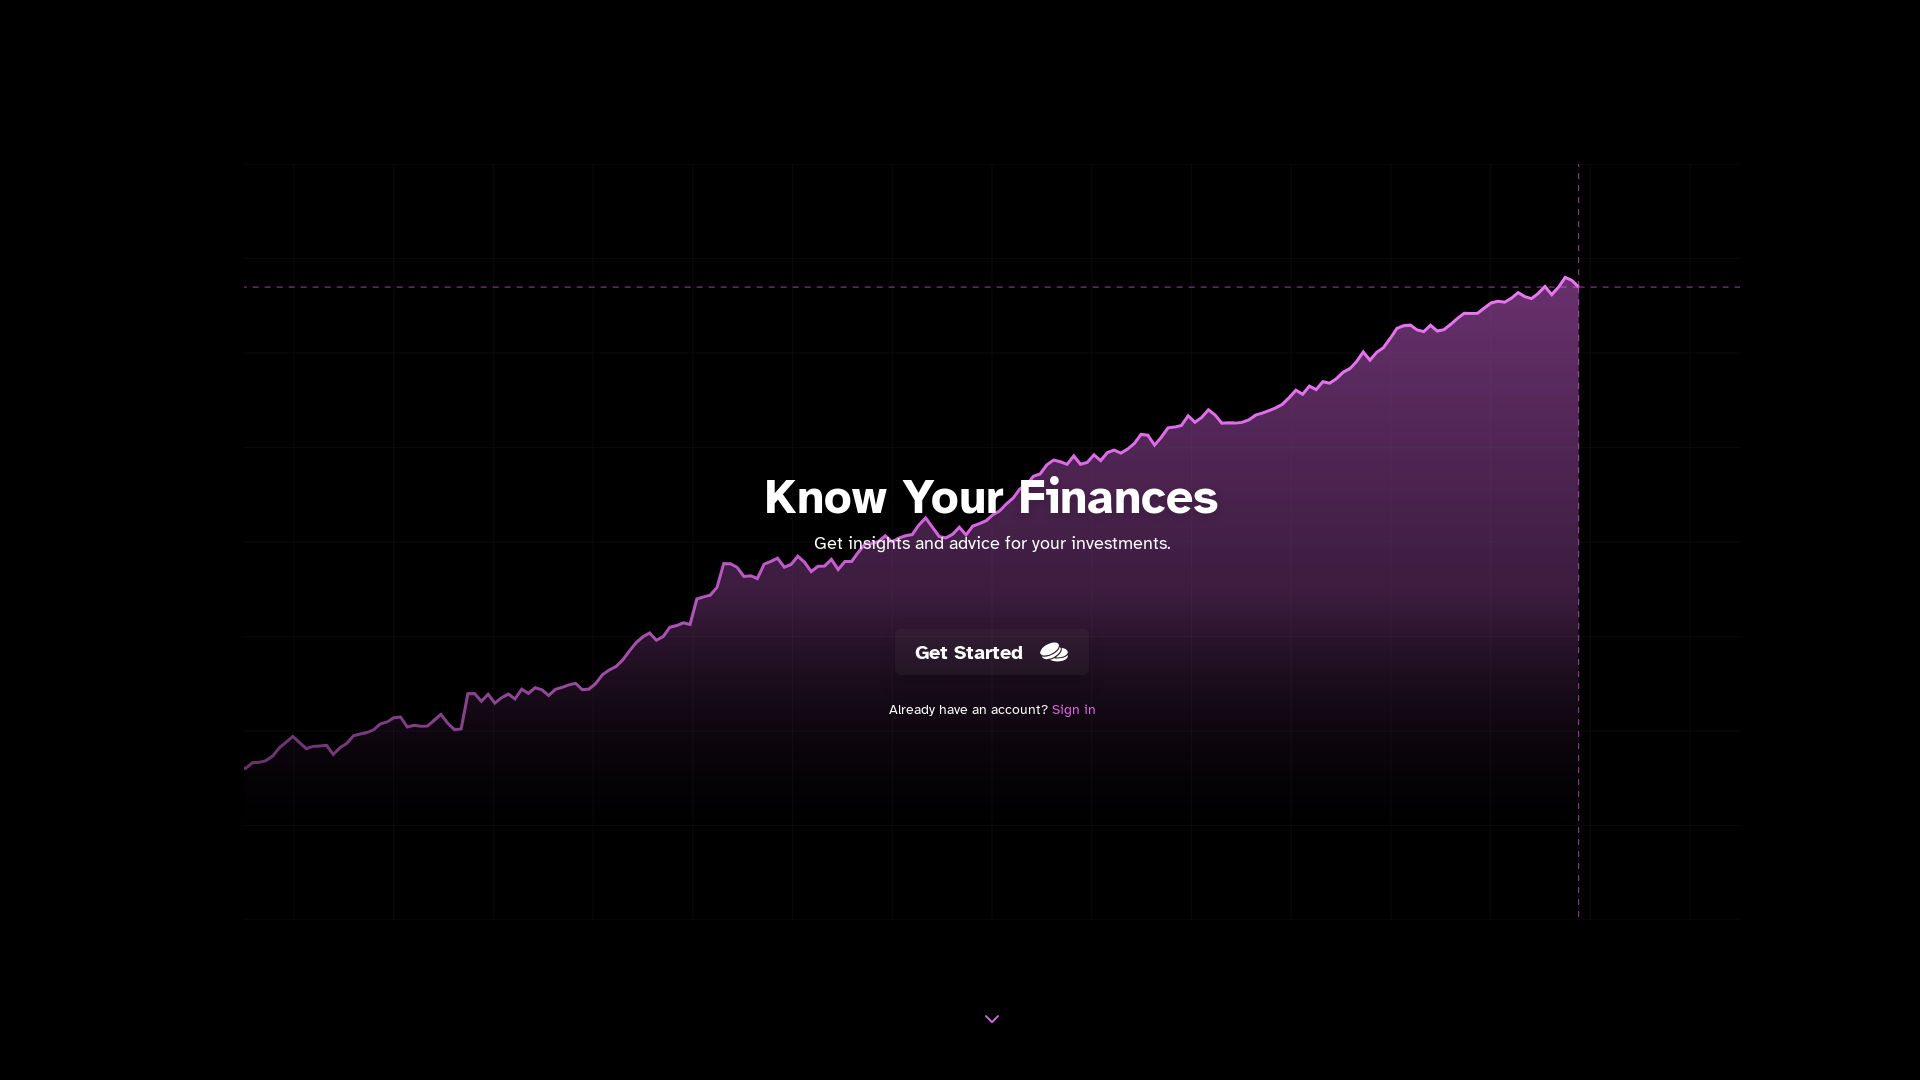 Know Your Finances
Get insights and advice for your investments.
Get Started
Already have an account? Sign in